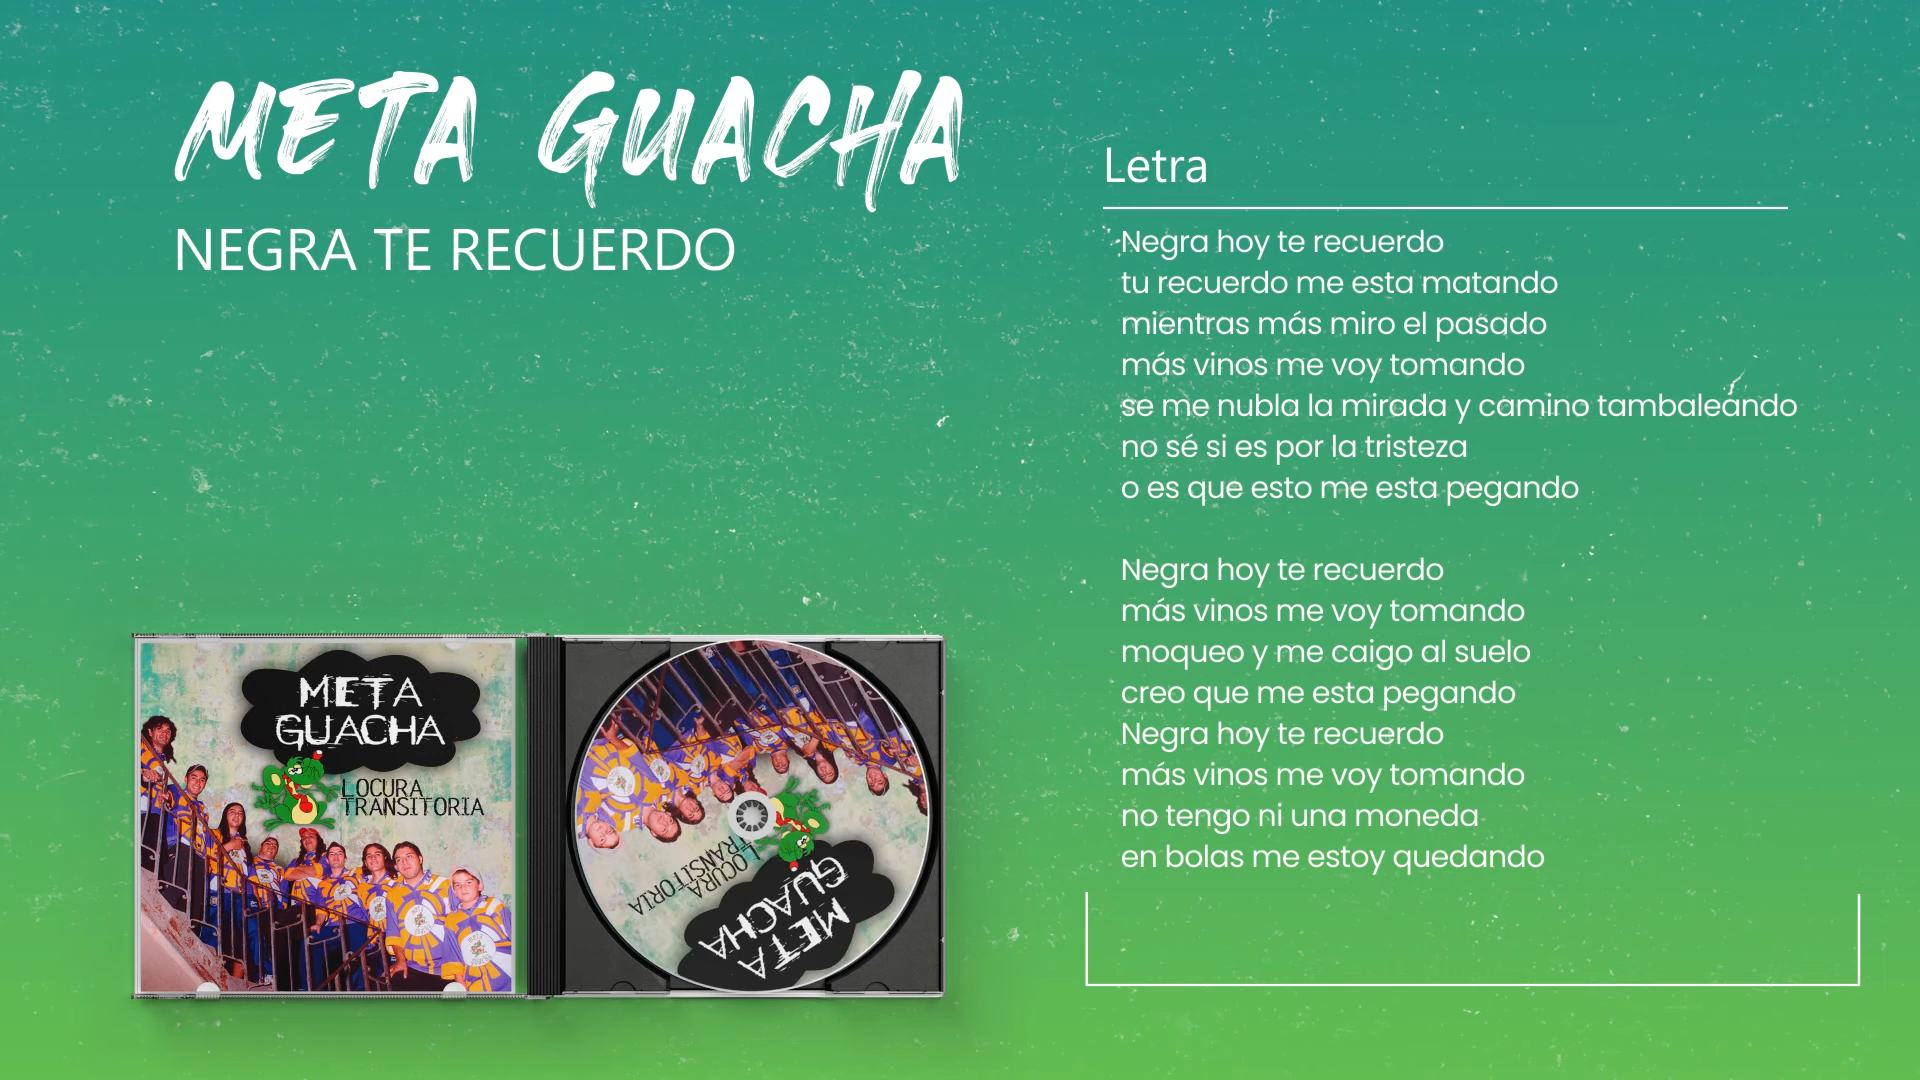 META GUACHA
NEGRA TE RECUERDO
Letra
Negra hoy te recuerdo
tu recuerdo me esta matando
mientras más miro el pasado
más vinos me voy tomando
se me nubla la mirada y camino tambaleándo
no sé si es por la tristeza
o es que esto me esta pegando
Negra hoy te recuerdo
más vinos me voy tomando
moqueo y me caigo al suelo
creo que me esta pegando
Negra hoy te recuerdo
más vinos me voy tomando
no tengo ni una moneda
en bolas me estoy quedando
META
GUACHA
LOCURA
TRANSITORIA
META
GUACHA
LOCURA
TRANSITORIA